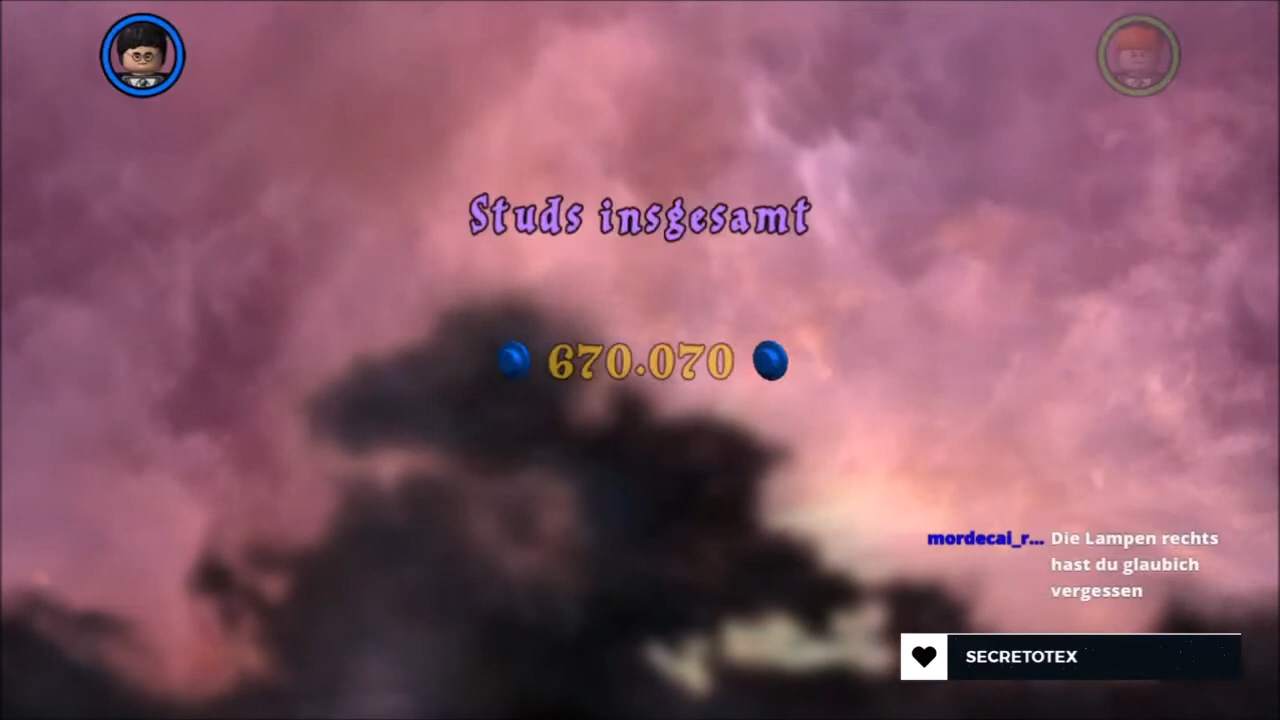 Studs insgesamt
670.070
mordecai_r... Die Lampen rechts
hast du glaubich
vergessen
SECRETOTEX